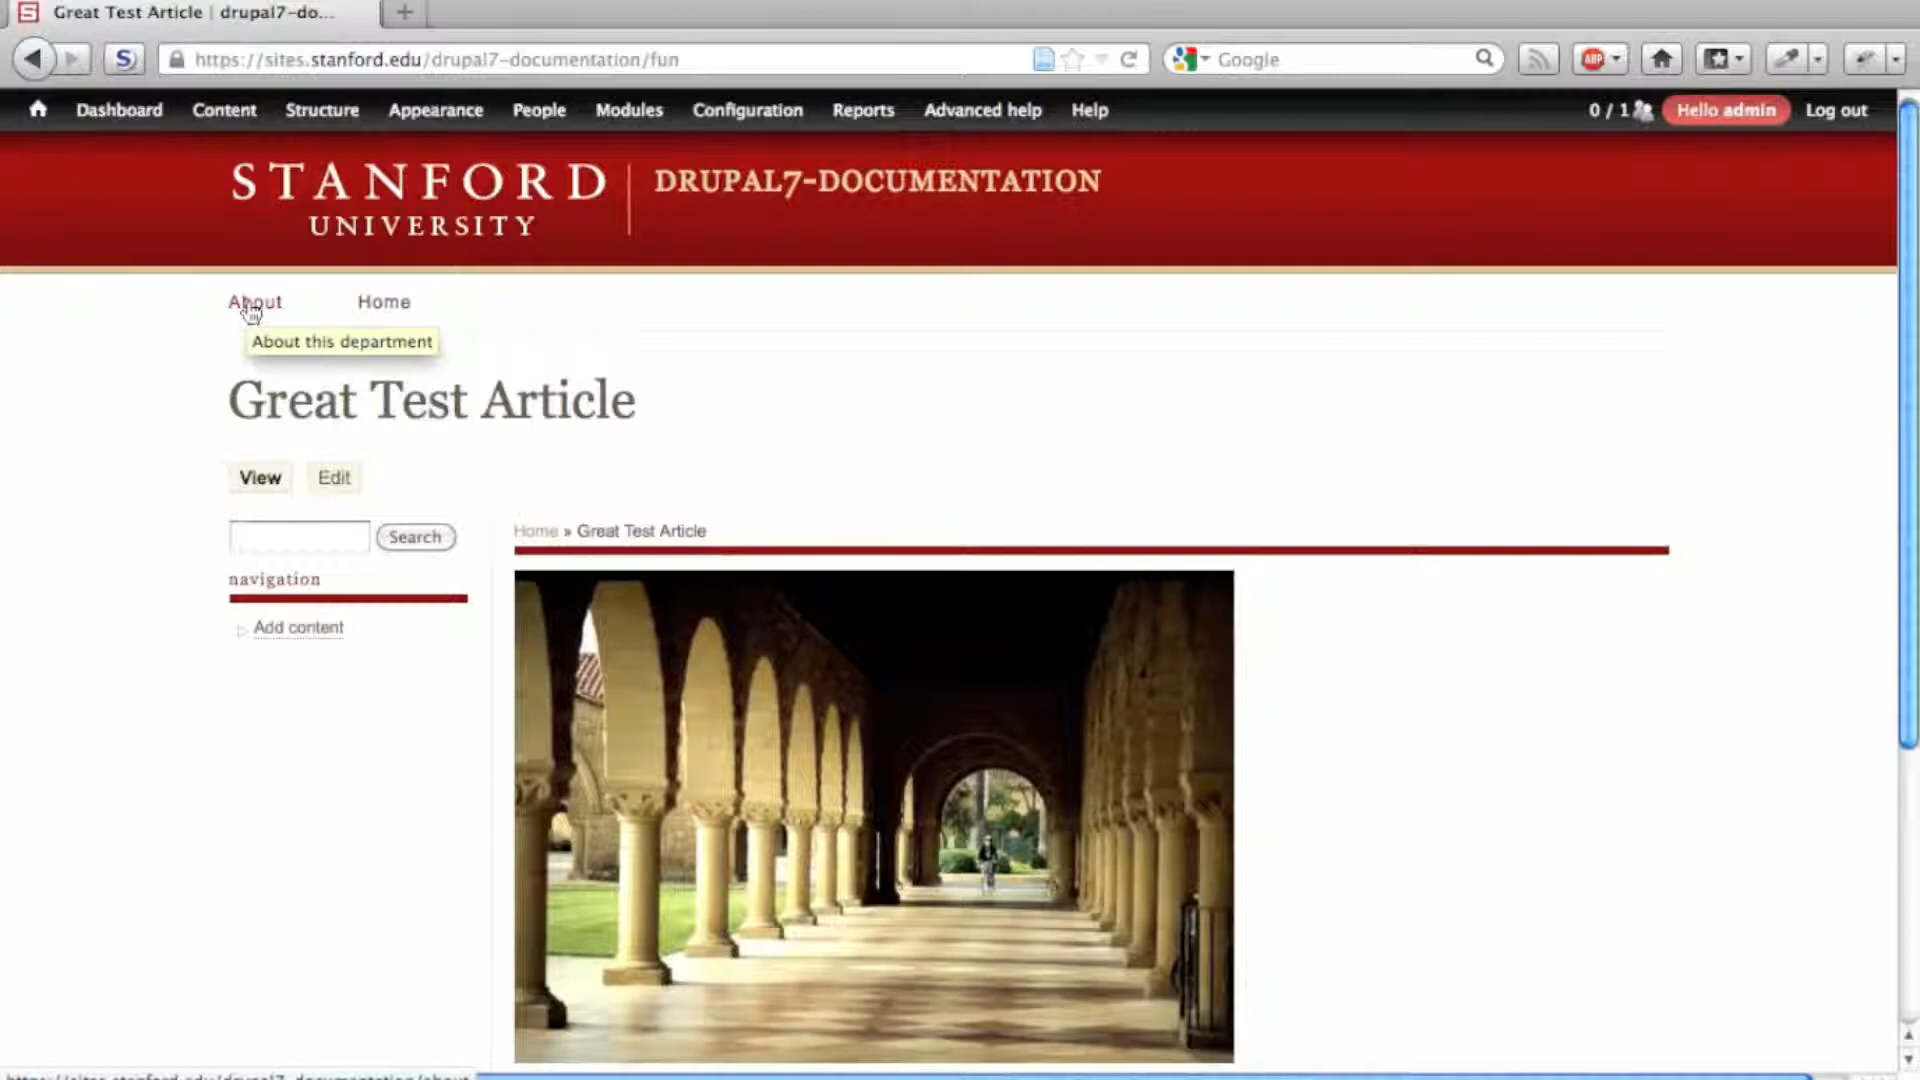 Great Test Article | drupal7-do...
https://sites.stanford.edu/drupal7-documentation/fun
Google
ABP
Dashboard Content Structure Appearance People Modules Configuration Reports Advanced help Help 0 / 1 Hello admin Log out
STANFORD UNIVERSITY
DRUPAL7-DOCUMENTATION
About Home
About this department
Great Test Article
View Edit
Search
Home » Great Test Article
navigation
Add content